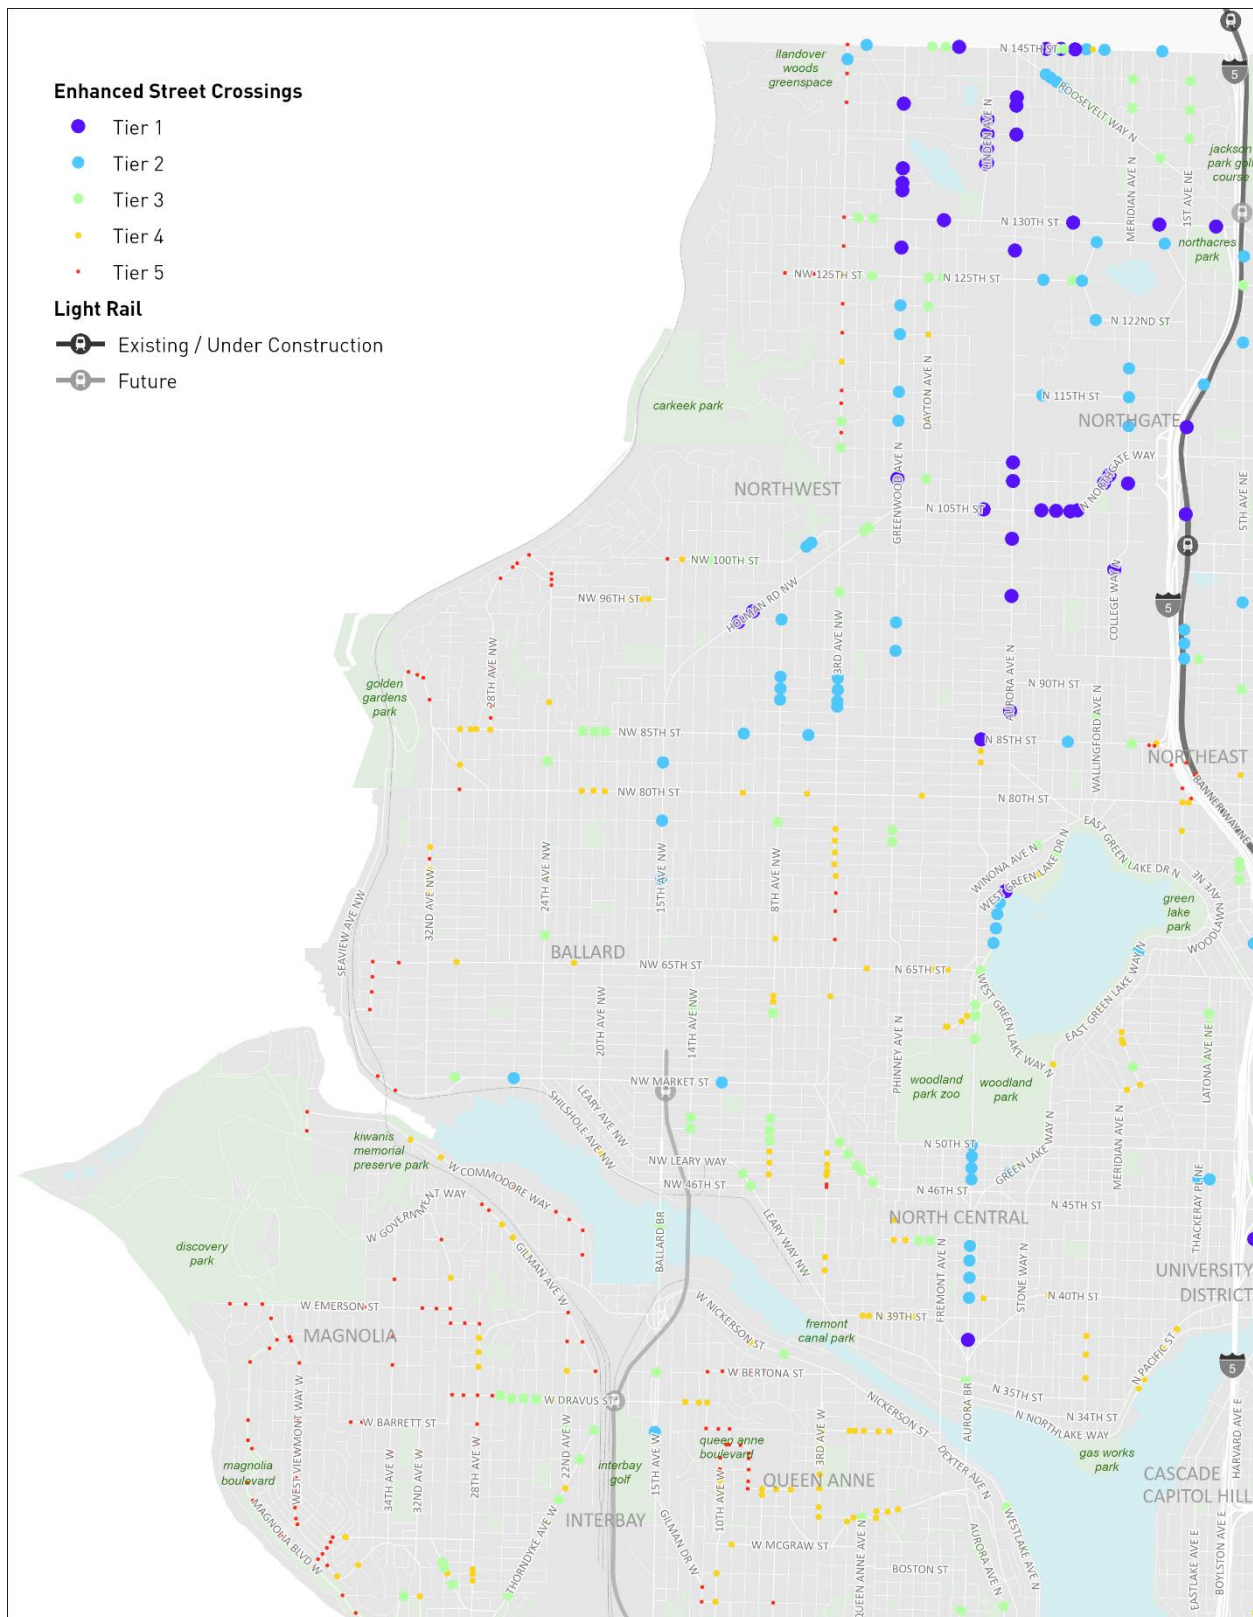 Enhanced Street Crossings
Tier 1
Tier 2
Tier 3
Tier 4
Tier 5
Light Rail
Existing / Under Construction
Future
llandover
woods
greenspace
N 145TH ST
5
ROOSEVELT WAY N
LINDEN AVE N
MERIDIAN AVE N
1ST AVE NE
jackson
park golf
course
N 130TH ST
northacres
park
NW 125TH ST
N 125TH ST
N 122ND ST
carkeek park
DAYTON AVE N
N 115TH ST
NORTHGATE
GREENWOOD AVE N
N NORTHGATE WAY
NORTHWEST
N 105TH ST
5TH AVE NE
NW 100TH ST
NW 96TH ST
HOLMAN RD NW
COLLEGE WAY N
5
3RD AVE NW
28TH AVE NW
golden
gardens
park
AURORA AVE N
N 90TH ST
WALLINGFORD AVE N
NW 85TH ST
N 85TH ST
NORTHEAST
NW 80TH ST
N 80TH ST
BANNER WAY NE
EAST GREEN LAKE DR N
WINONA AVE N
WEST GREEN LAKE DR N
32ND AVE NW
24TH AVE NW
15TH AVE NW
8TH AVE NW
SEAVIEW AVE NW
green
lake
park
WOODLAWN AVE NE
BALLARD
NW 65TH ST
N 65TH ST
EAST GREEN LAKE WAY N
WEST GREEN LAKE WAY N
20TH AVE NW
14TH AVE NW
PHINNEY AVE N
LATONA AVE NE
NW MARKET ST
woodland
park zoo
woodland
park
LEARY AVE NW
SHILSHOLE AVE NW
kiwanis
memorial
preserve park
N 50TH ST
GREEN LAKE WAY N
MERIDIAN AVE N
W COMMODORE WAY
NW LEARY WAY
NW 46TH ST
N 46TH ST
N 45TH ST
THACKERAY PL NE
W GOVERNMENT WAY
NORTH CENTRAL
discovery
park
GILMAN AVE W
BALLARD BR
LEARY WAY NW
FREMONT AVE N
STONE WAY N
UNIVERSITY
DISTRICT
W EMERSON ST
MAGNOLIA
W NICKERSON ST
N 40TH ST
N 39TH ST
fremont
canal park
N PACIFIC ST
5
W BERTONA ST
W DRAVUS ST
NICKERSON ST
N 35TH ST
N 34TH ST
N NORTHLAKE WAY
AURORA BR
WEST VIEWMONT WAY W
W BARRETT ST
34TH AVE W
32ND AVE W
28TH AVE W
22ND AVE W
magnolia
boulevard
interbay
golf
15TH AVE W
queen anne
boulevard
10TH AVE W
3RD AVE W
QUEEN ANNE
DEXTER AVE N
gas works
park
CASCADE
CAPITOL HILL
HARVARD AVE E
MAGNOLIA BLVD W
THORNDYKE AVE W
INTERBAY
GILMAN DR W
W MCGRAW ST
QUEEN ANNE AVE N
BOSTON ST
AURORA AVE N
WESTLAKE AVE N
EASTLAKE AVE E
BOYLSTON AVE E